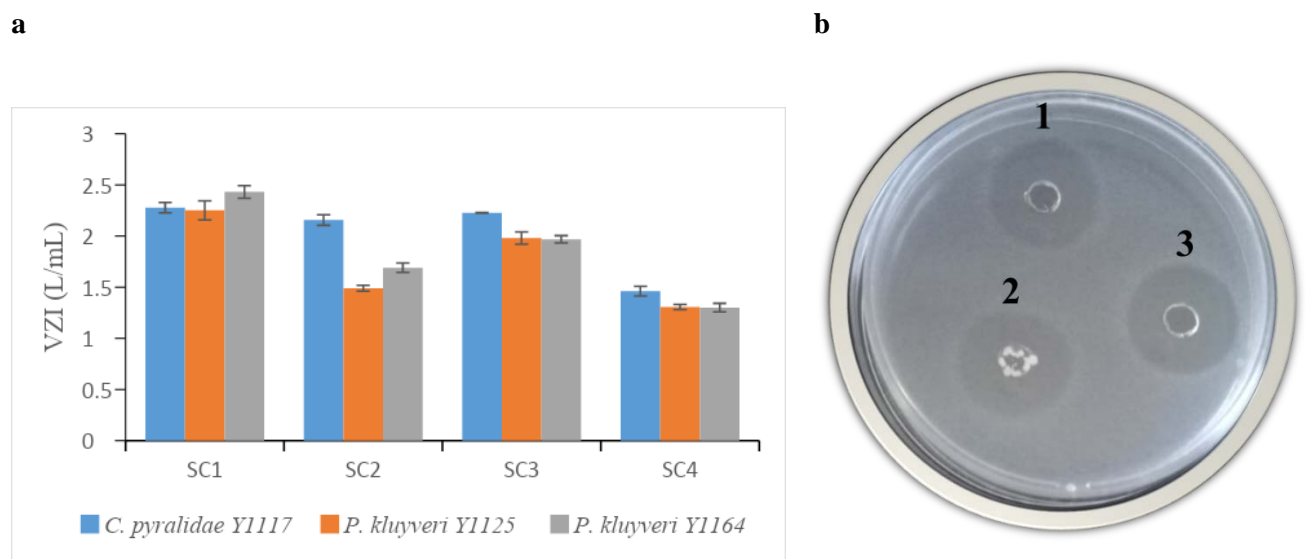 a
b
3
2.5
2
1.5
1
0.5
0
VZI (L/mL)
SC1 SC2 SC3 SC4
C. pyralidae Y1117 P. kluyveri Y1125 P. kluyveri Y1164
1
3
2